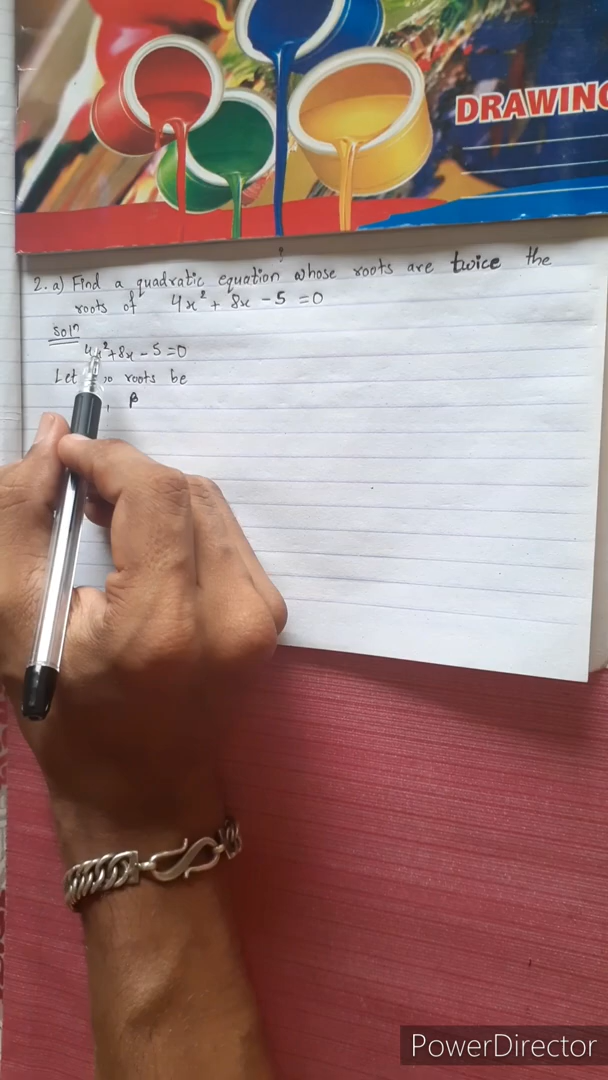 DRAWING
2. a) Find a quadratic equation whose roots are twice the
roots of 4x² + 8x - 5 = 0
Solⁿ
4x²+8x - 5 = 0
Let roots be
, β
PowerDirector